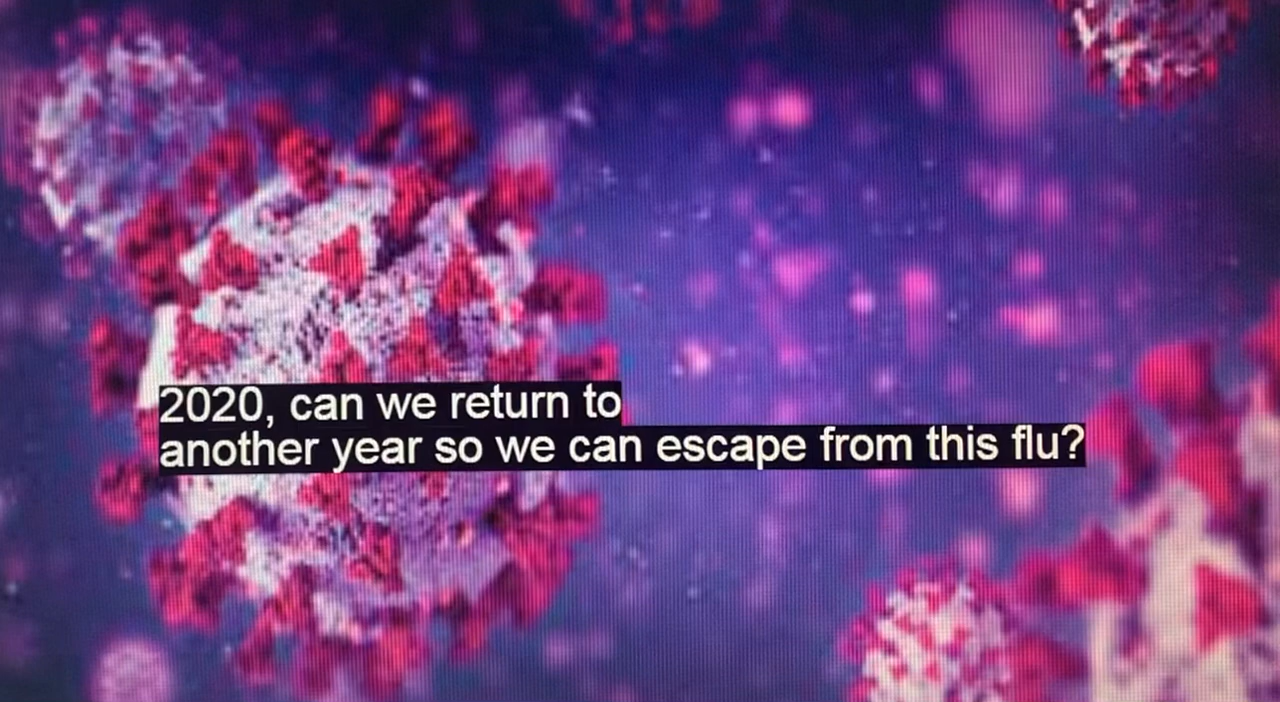 2020, can we return to
another year so we can escape from this flu?